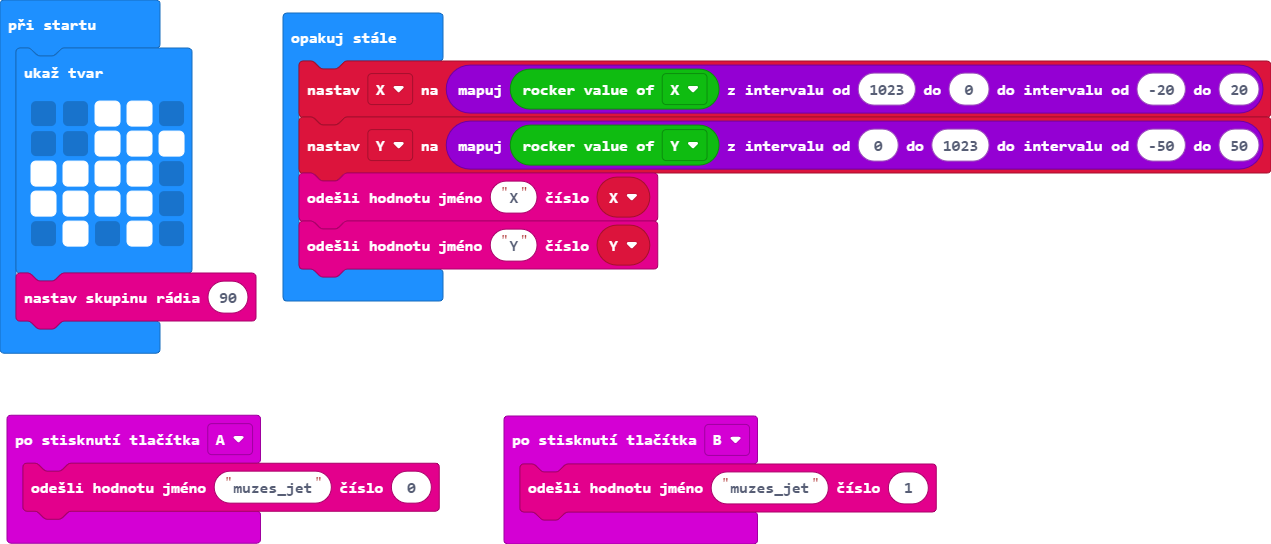 při startu
ukaž tvar
nastav skupinu rádia 90
opakuj stále
nastav X na mapuj rocker value of X z intervalu od 1023 do 0 do intervalu od -20 do 20
nastav Y na mapuj rocker value of Y z intervalu od 0 do 1023 do intervalu od -50 do 50
odešli hodnotu jméno "X" číslo X
odešli hodnotu jméno "Y" číslo Y
po stisknutí tlačítka A
odešli hodnotu jméno "muzes_jet" číslo 0
po stisknutí tlačítka B
odešli hodnotu jméno "muzes_jet" číslo 1